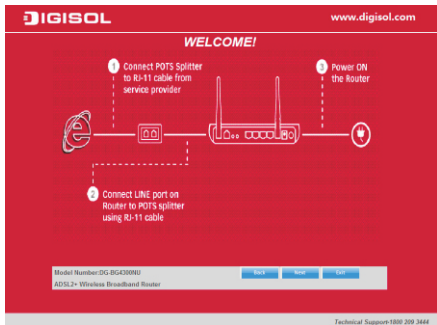 DIGISOL
www.digisol.com
WELCOME!
1 Connect POTS Splitter
to RJ-11 cable from
service provider
3 Power ON
the Router
2 Connect LINE port on
Router to POTS splitter
using RJ-11 cable
Model Number:DG-BG4300NU
Back Next Exit
ADSL2+ Wireless Broadband Router
Technical Support-1800 209 3444